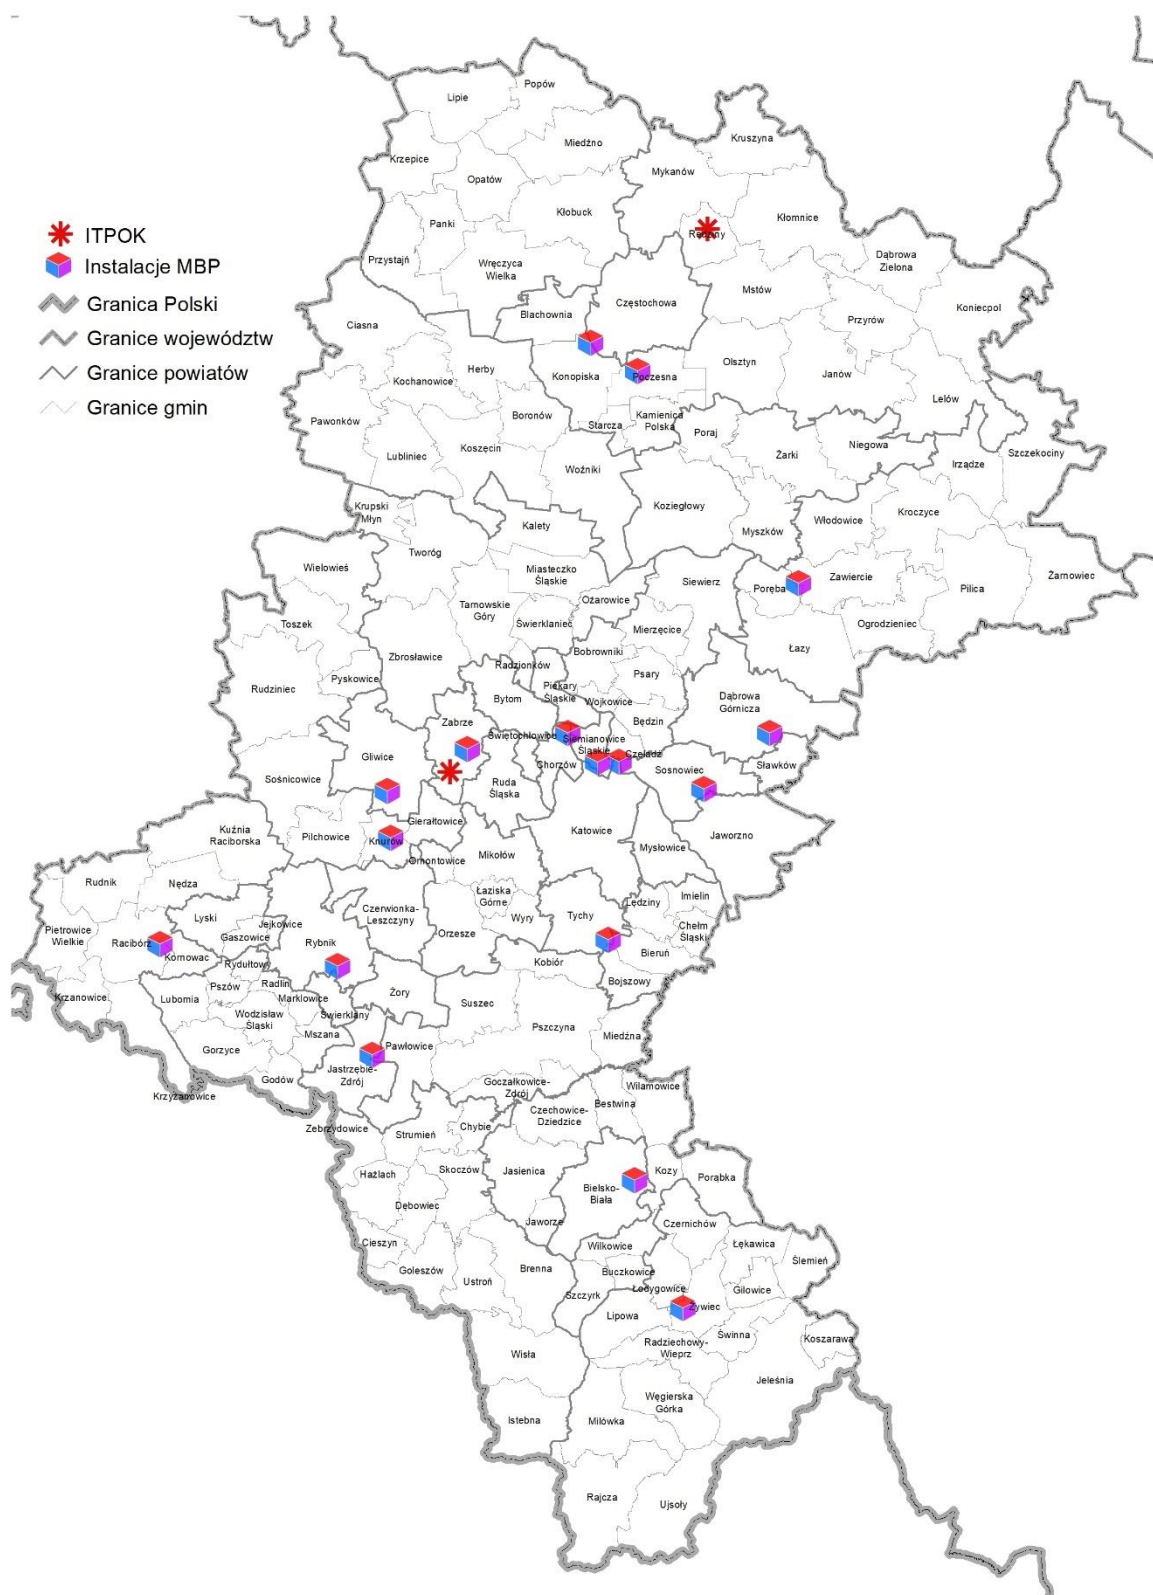 Popów
Lipie
Kruszyna
Miedźno
Krzepice
Mykanów
Opatów
Kłobuck
Kłomnice
Panki
ITPOK
Rędziny
Instalacje MBP
Przystajń
Dąbrowa
Zielona
Wręczyca
Wielka
Mstów
Granica Polski
Częstochowa
Koniecpol
Blachownia
Przyrów
Ciasna
Granice województw
Olsztyn
Herby
Konopiska
Poczesna
Janów
Granice powiatów
Kochanowice
Lelów
Granice gmin
Boronów
Kamienica
Polska
Pawonków
Starcza
Poraj
Niegowa
Koszęcin
Szczekociny
Lubliniec
Żarki
Irządze
Woźniki
Krupski
Młyn
Koziegłowy
Kroczyce
Kalety
Włodowice
Myszków
Tworóg
Wielowieś
Miasteczko
Śląskie
Siewierz
Zawiercie
Żarnowiec
Poręba
Pilica
Ożarowice
Tarnowskie
Góry
Toszek
Świerklaniec
Mierzęcice
Ogrodzieniec
Łazy
Zbrosławice
Bobrowniki
Radzionków
Psary
Pyskowice
Rudziniec
Piekary
Śląskie
Dąbrowa
Górnicza
Bytom
Wojkowice
Zabrze
Będzin
Świętochłowice
Siemianowice
Śląskie
Czeladź
Gliwice
Chorzów
Sosnowiec
Sławków
Sośnicowice
Ruda
Śląska
Gierałtowice
Kuźnia
Raciborska
Pilchowice
Knurów
Katowice
Jaworzno
Mysłowice
Ornontowice
Mikołów
Rudnik
Nędza
Łaziska
Górne
Lędziny
Imielin
Czerwionka-
Leszczyny
Lyski
Jejkowice
Wyry
Tychy
Chełm
Śląski
Pietrowice
Wielkie
Gaszowice
Orzesze
Racibórz
Rybnik
Kornowac
Bieruń
Kobiór
Rydułtowy
Bojszowy
Pszów
Radlin
Żory
Krzanowice
Lubomia
Marklowice
Suszec
Wodzisław
Śląski
Świerklany
Pszczyna
Mszana
Miedźna
Pawłowice
Gorzyce
Jastrzębie-
Zdrój
Godów
Goczałkowice-
Zdrój
Wilamowice
Krzyżanowice
Bestwina
Czechowice-
Dziedzice
Zebrzydowice
Chybie
Strumień
Hażlach
Skoczów
Jasienica
Kozy
Porąbka
Bielsko-
Biała
Dębowiec
Jaworze
Czernichów
Cieszyn
Wilkowice
Łękawica
Ślemień
Goleszów
Brenna
Buczkowice
Ustroń
Łodygowice
Gilowice
Szczyrk
Żywiec
Lipowa
Świnna
Koszarawa
Radziechowy-
Wieprz
Wisła
Jeleśnia
Węgierska
Górka
Istebna
Milówka
Rajcza
Ujsoły